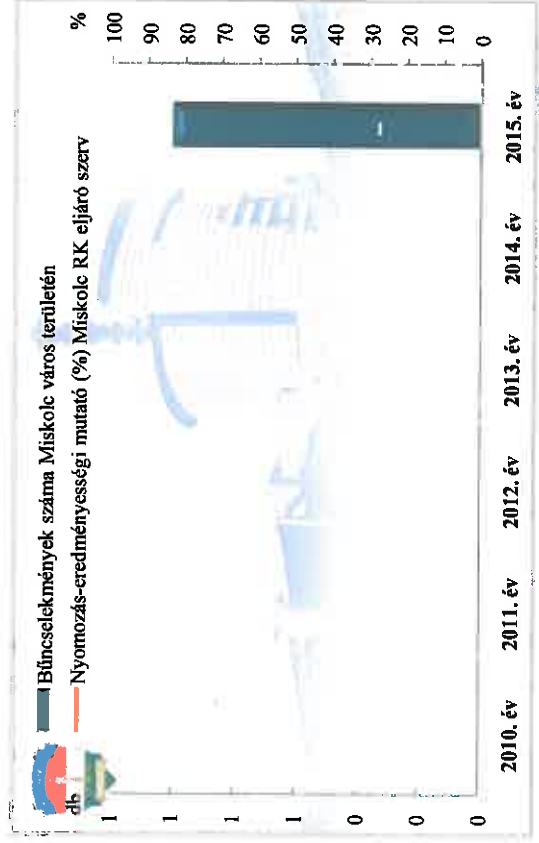 Bűncselekmények száma Miskolc város területén
Nyomozás-eredményességi mutató (%) Miskolc RK eljáró szerv
db
%
1
1
1
1
0
0
0
100
90
80
70
60
50
40
30
20
10
0
1
2010. év
2011. év
2012. év
2013. év
2014. év
2015. év